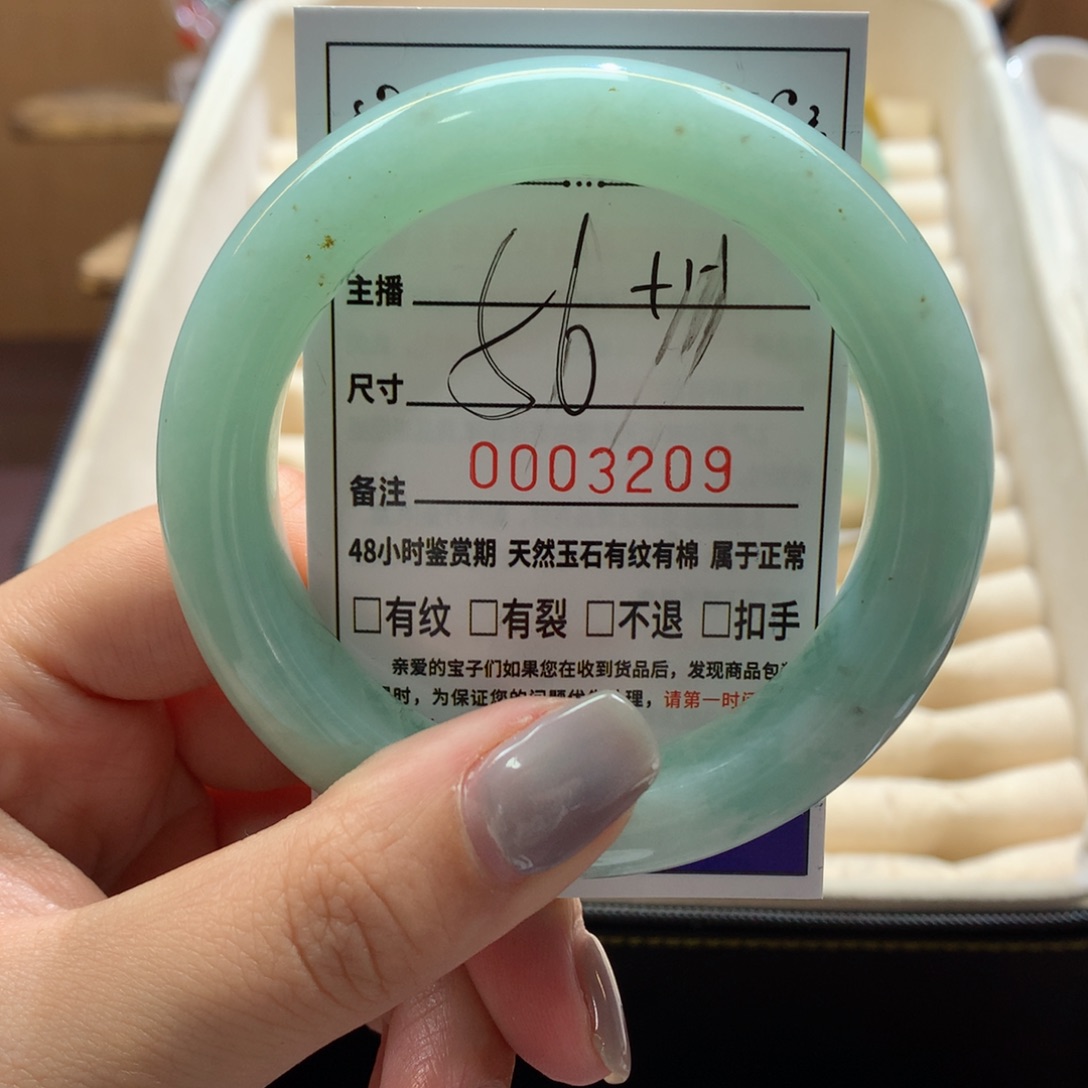 主播
尺寸 56
备注 0003209
48小时鉴赏期 天然玉石有纹有棉 属于正常
□有纹 □有裂 □不退 □扣手
亲爱的宝子们如果您在收到货品后，发现商品包
时，为保证您的问题优先处理，请第一时间